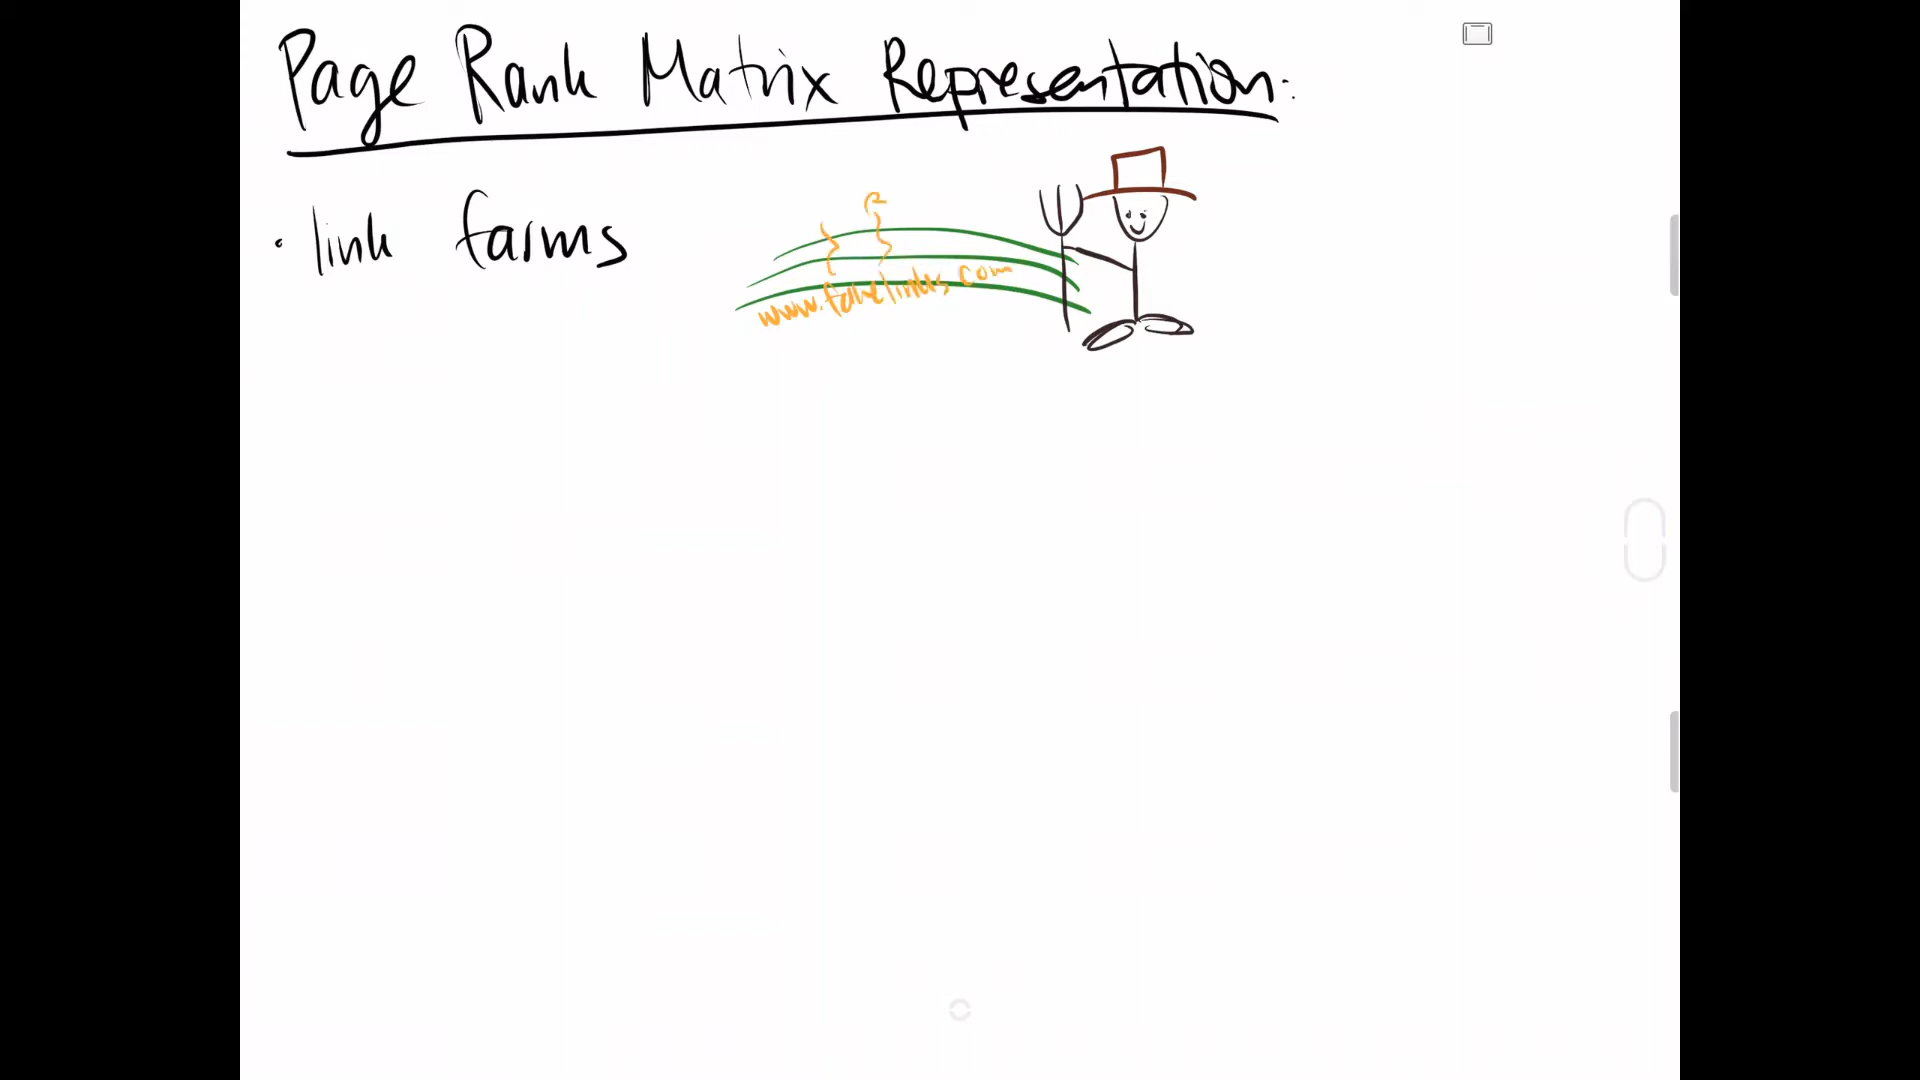 Page Rank Matrix Representation.
• link farms
www.fakelinks.com